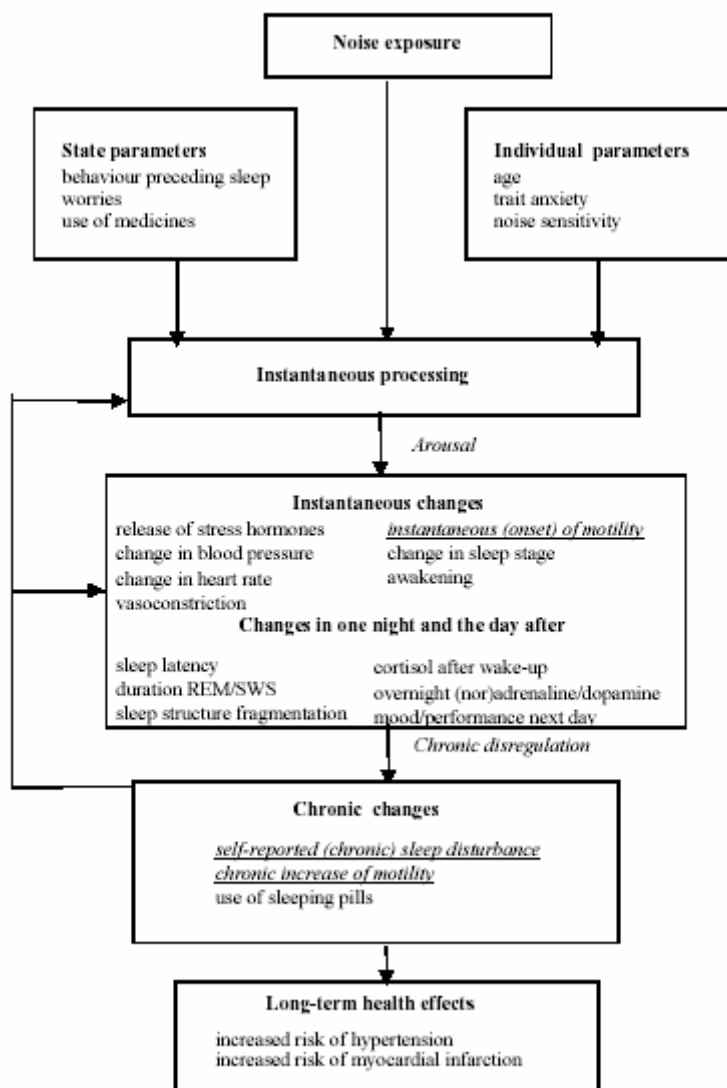 Noise exposure
State parameters
behaviour preceding sleep
worries
use of medicines
Individual parameters
age
trait anxiety
noise sensitivity
Instantaneous processing
Arousal
Instantaneous changes
release of stress hormones
change in blood pressure
change in heart rate
vasoconstriction
instantaneous (onset) of motility
change in sleep stage
awakening
Changes in one night and the day after
sleep latency
duration REM/SWS
sleep structure fragmentation
cortisol after wake-up
overnight (nor)adrenaline/dopamine
mood/performance next day
Chronic disregulation
Chronic changes
self-reported (chronic) sleep disturbance
chronic increase of motility
use of sleeping pills
Long-term health effects
increased risk of hypertension
increased risk of myocardial infarction